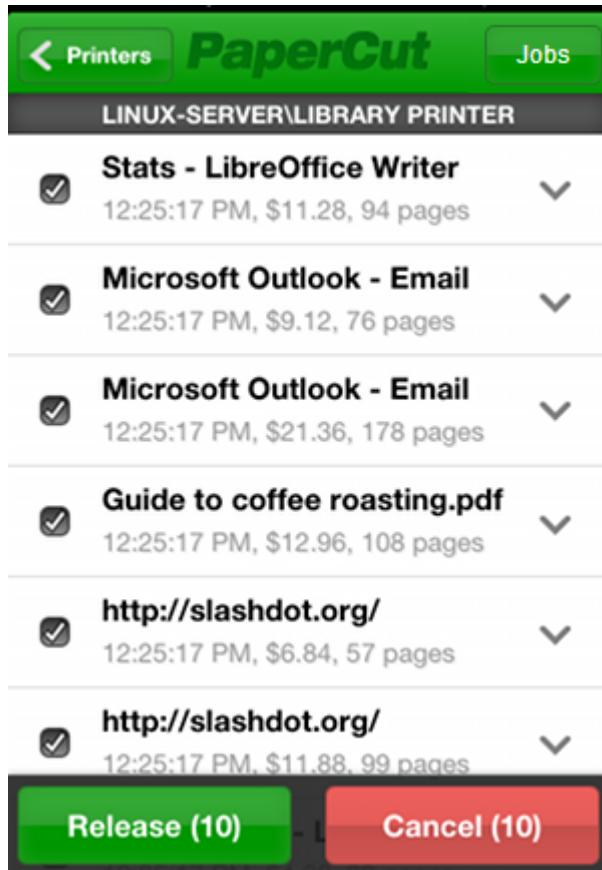 Printers PaperCut Jobs
LINUX-SERVER\LIBRARY PRINTER
Stats - LibreOffice Writer
12:25:17 PM, $11.28, 94 pages
Microsoft Outlook - Email
12:25:17 PM, $9.12, 76 pages
Microsoft Outlook - Email
12:25:17 PM, $21.36, 178 pages
Guide to coffee roasting.pdf
12:25:17 PM, $12.96, 108 pages
http://slashdot.org/
12:25:17 PM, $6.84, 57 pages
http://slashdot.org/
12:25:17 PM, $11.88, 99 pages
Release (10) Cancel (10)